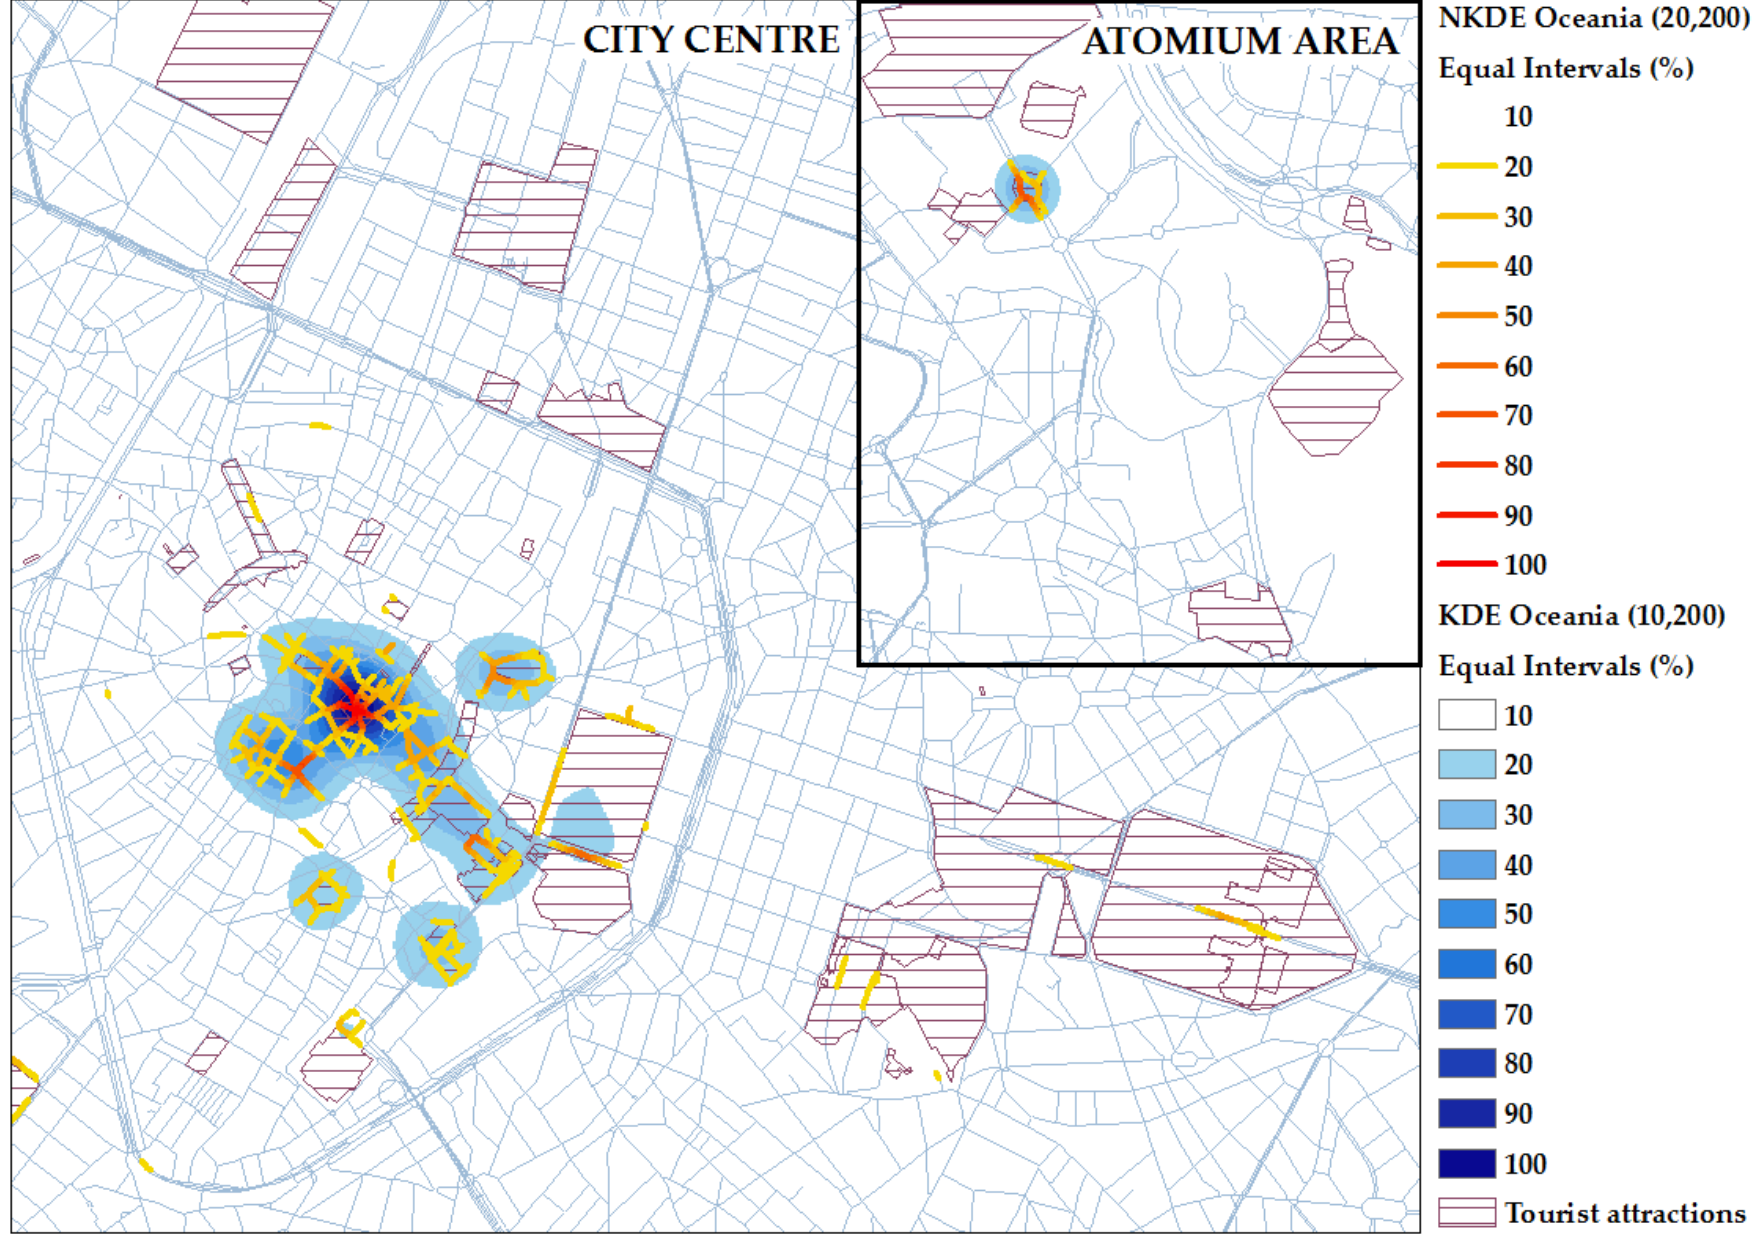 CITY CENTRE
ATOMIUM AREA
NKDE Oceania (20,200)
Equal Intervals (%)
10
20
30
40
50
60
70
80
90
100
KDE Oceania (10,200)
Equal Intervals (%)
10
20
30
40
50
60
70
80
90
100
Tourist attractions